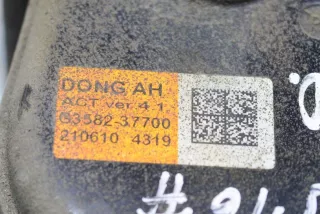 DONG AH
ACT ver. 4.1.
G3582-37700
210610 4319